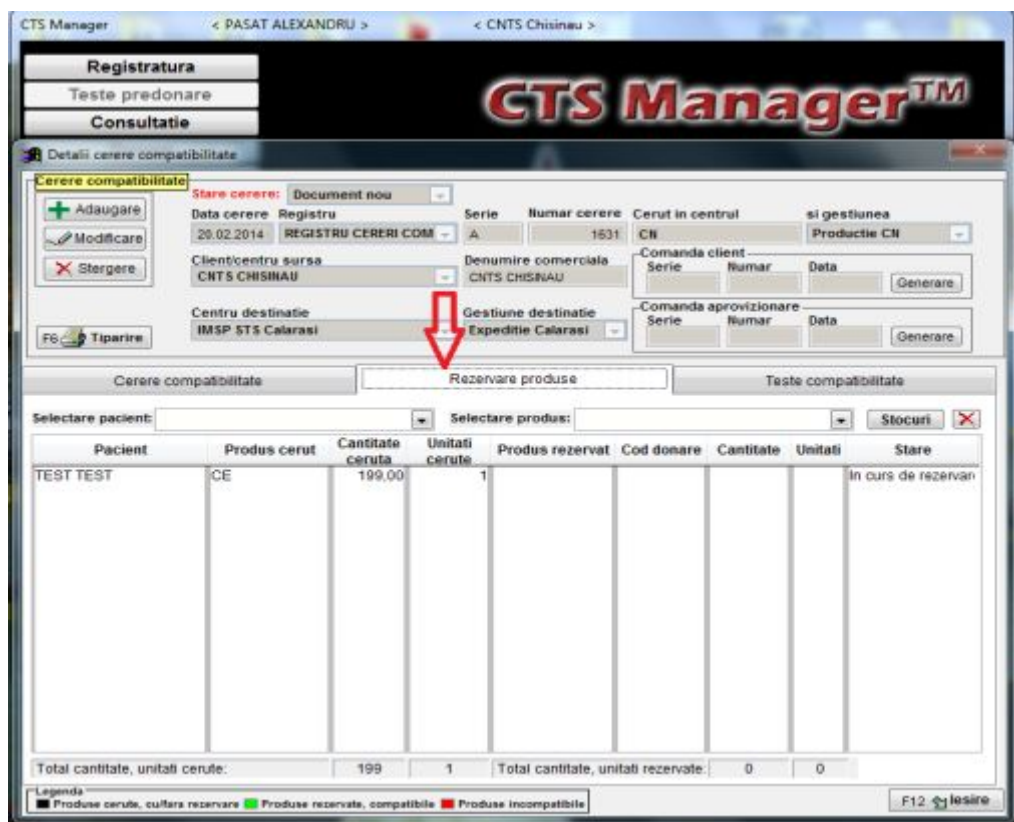 CTS Manager < PASAT ALEXANDRU > < CNTS Chisinau >
Registratura
Teste predonare
Consultatie
CTS Manager™
Detalii cerere compatibilitate
Cerere compatibilitate
Adaugare
Modificare
Stergere
F6 Tiparire
Stare cerere: Document nou
Data cerere Registru Serie Numar cerere Cerut in centrul si gestiunea
20.02.2014 REGISTRU CERERI COM A 1631 CN Productie CN
Client/centru sursa Denumire comerciala
CNTS CHISINAU CNTS CHISINAU
Comanda client
Serie Numar Data
Generare
Centru destinatie Gestiune destinatie
IMSP STS Calarasi Expeditie Calarasi
Comanda aprovizionare
Serie Numar Data
Generare
Cerere compatibilitate Rezervare produse Teste compatibilitate
Selectare pacient: Selectare produs: Stocuri
Pacient Produs cerut Cantitate ceruta Unitati cerute Produs rezervat Cod donare Cantitate Unitati Stare
TEST TEST CE 199,00 1 In curs de rezervare
Total cantitate, unitati cerute: 199 1 Total cantitate, unitati rezervate: 0 0
Legenda
Produse cerute, cu/fara rezervare Produse rezervate, compatibile Produse incompatibile
F12 Iesire